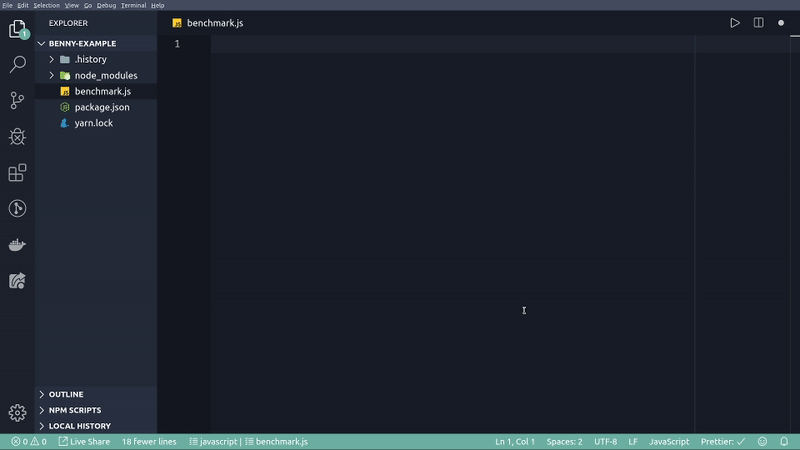 File Edit Selection View Go Debug Terminal Help
EXPLORER
benchmark.js
1
BENNY-EXAMPLE
1
.history
node_modules
JS benchmark.js
package.json
yarn.lock
OUTLINE
NPM SCRIPTS
LOCAL HISTORY
0 0 Live Share 18 fewer lines javascript | benchmark.js Ln 1, Col 1 Spaces: 2 UTF-8 LF JavaScript Prettier: ✓